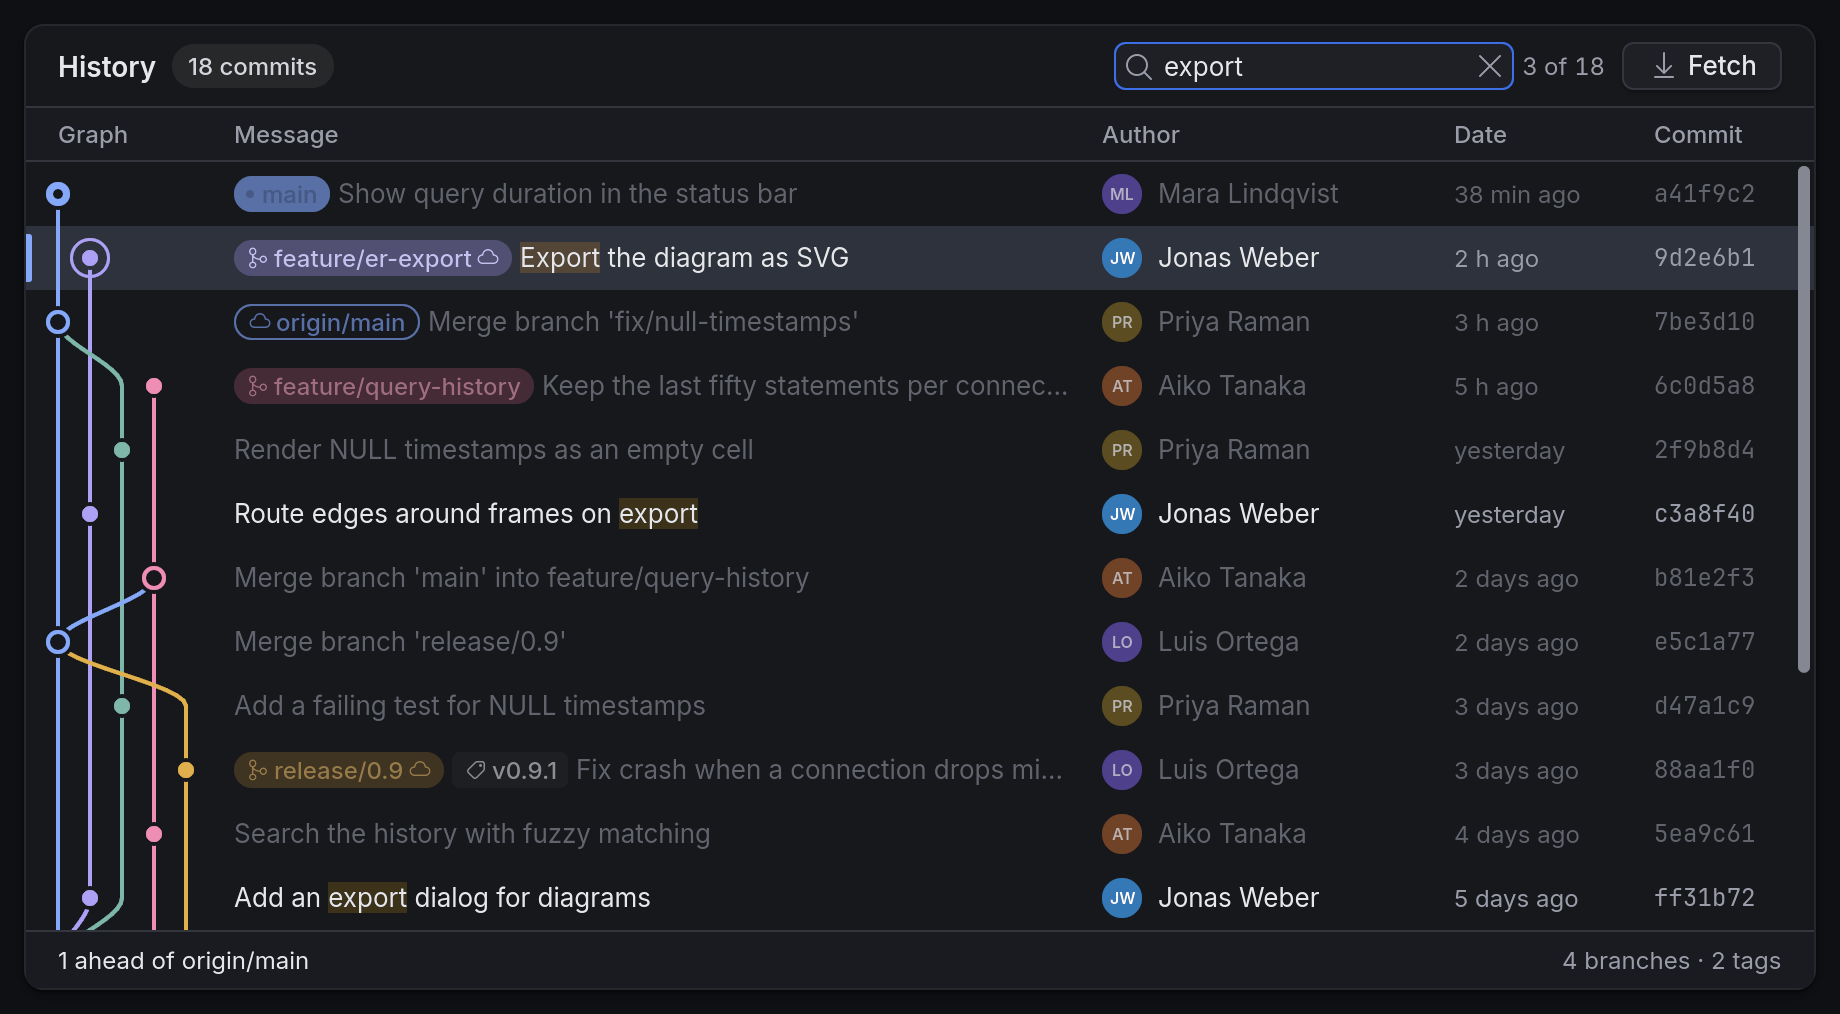 History 18 commits export 3 of 18 Fetch
Graph Message Author Date Commit
main Show query duration in the status bar ML Mara Lindqvist 38 min ago a41f9c2
feature/er-export Export the diagram as SVG JW Jonas Weber 2 h ago 9d2e6b1
origin/main Merge branch 'fix/null-timestamps' PR Priya Raman 3 h ago 7be3d10
feature/query-history Keep the last fifty statements per connec... AT Aiko Tanaka 5 h ago 6c0d5a8
Render NULL timestamps as an empty cell PR Priya Raman yesterday 2f9b8d4
Route edges around frames on export JW Jonas Weber yesterday c3a8f40
Merge branch 'main' into feature/query-history AT Aiko Tanaka 2 days ago b81e2f3
Merge branch 'release/0.9' LO Luis Ortega 2 days ago e5c1a77
Add a failing test for NULL timestamps PR Priya Raman 3 days ago d47a1c9
release/0.9 v0.9.1 Fix crash when a connection drops mi... LO Luis Ortega 3 days ago 88aa1f0
Search the history with fuzzy matching AT Aiko Tanaka 4 days ago 5ea9c61
Add an export dialog for diagrams JW Jonas Weber 5 days ago ff31b72
1 ahead of origin/main 4 branches · 2 tags